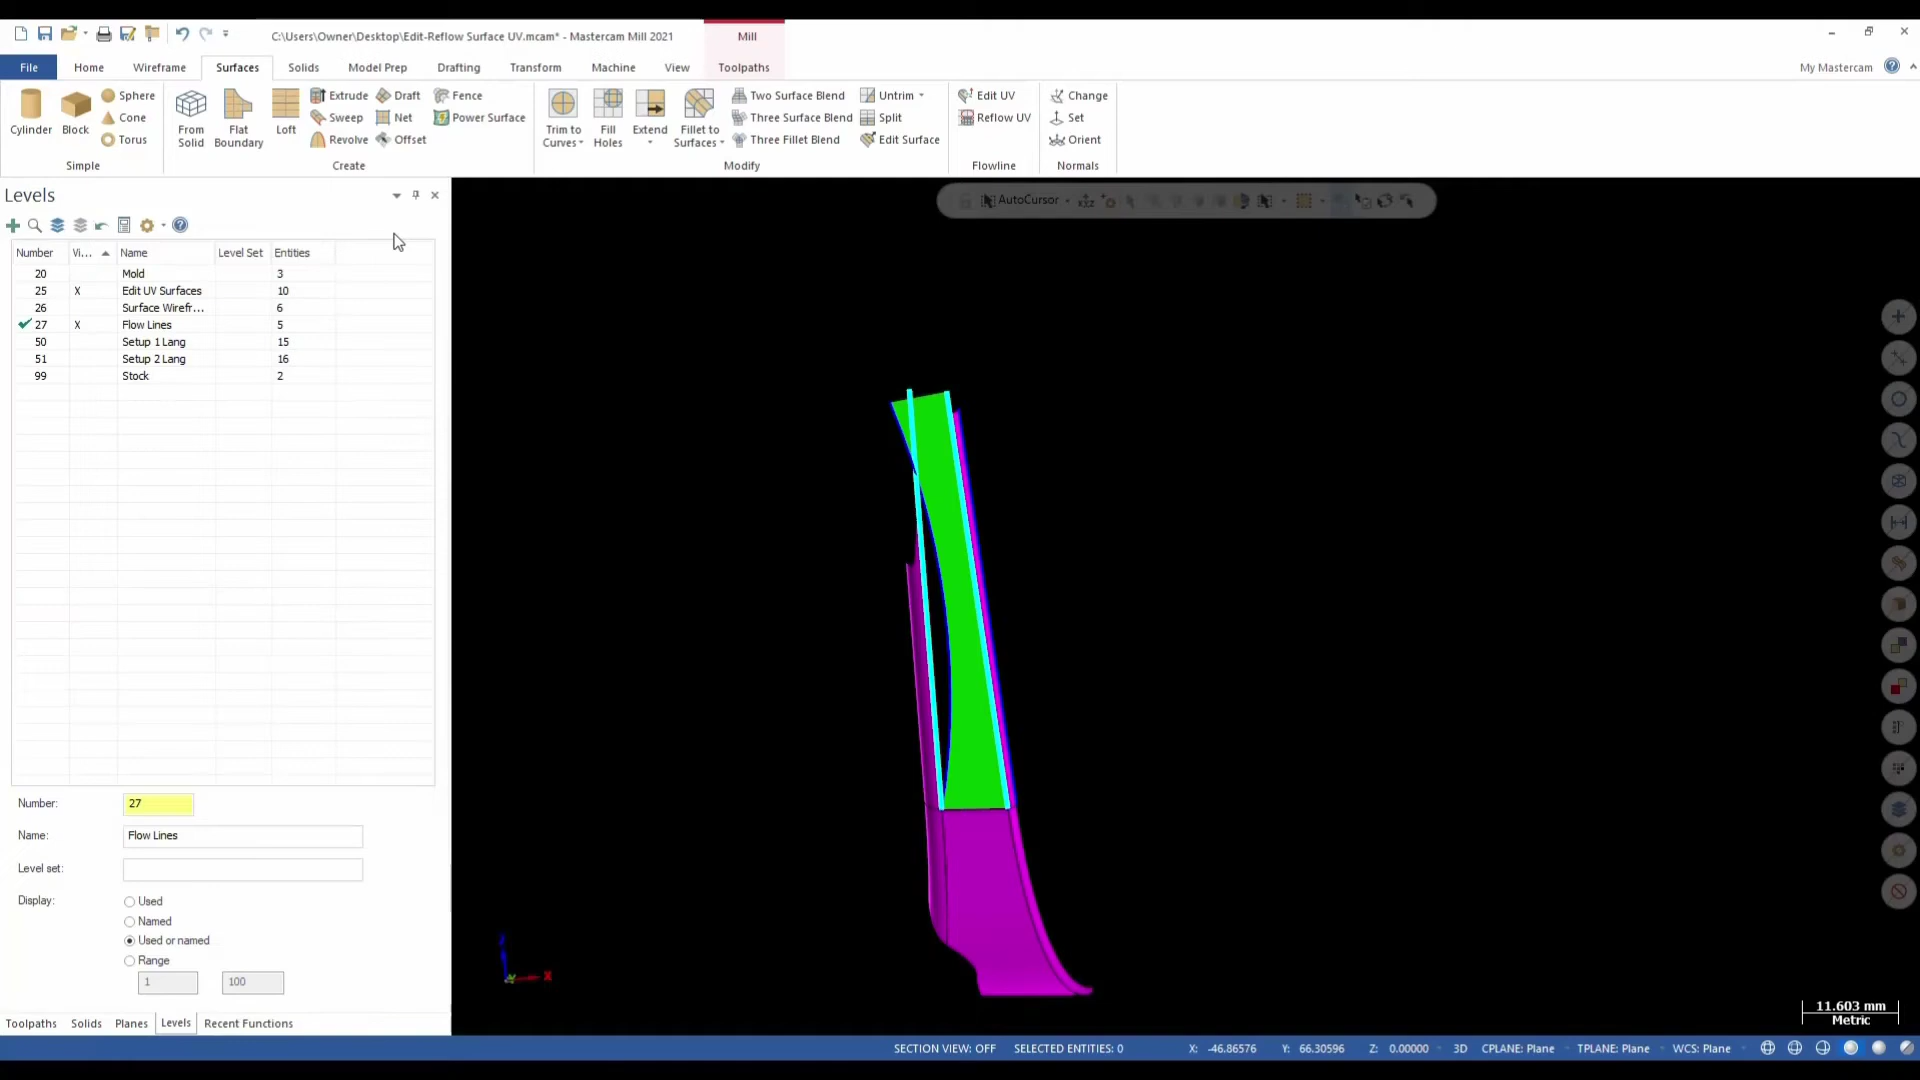 C:\Users\Owner\Desktop\Edit-Reflow Surface UV.mcam* - Mastercam Mill 2021
Mill
File
Home
Wireframe
Surfaces
Solids
Model Prep
Drafting
Transform
Machine
View
Toolpaths
My Mastercam
Cylinder
Block
Sphere
Cone
Torus
Simple
From Solid
Flat Boundary
Loft
Extrude
Sweep
Revolve
Draft
Net
Offset
Fence
Power Surface
Create
Trim to Curves
Fill Holes
Extend
Fillet to Surfaces
Two Surface Blend
Three Surface Blend
Three Fillet Blend
Untrim
Split
Edit Surface
Modify
Edit UV
Reflow UV
Flowline
Change
Set
Orient
Normals
Levels
AutoCursor
Number Vi... Name Level Set Entities
20 Mold 3
25 X Edit UV Surfaces 10
26 Surface Wirefr... 6
27 X Flow Lines 5
50 Setup 1 Lang 15
51 Setup 2 Lang 16
99 Stock 2
Number: 27
Name: Flow Lines
Level set:
Display:
Used
Named
Used or named
Range
1 100
X
11.603 mm
Metric
Toolpaths Solids Planes Levels Recent Functions
SECTION VIEW: OFF SELECTED ENTITIES: 0 X: -46.86576 Y: 66.30596 Z: 0.00000 3D CPLANE: Plane TPLANE: Plane WCS: Plane